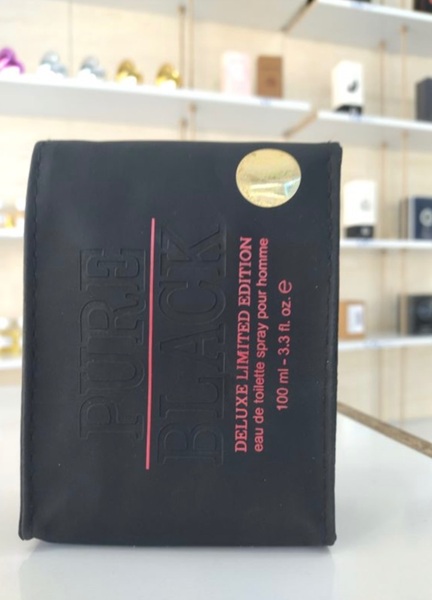 PURE
BLACK
DELUXE LIMITED EDITION
eau de toilette spray pour homme
100 ml - 3.3 fl. oz. e